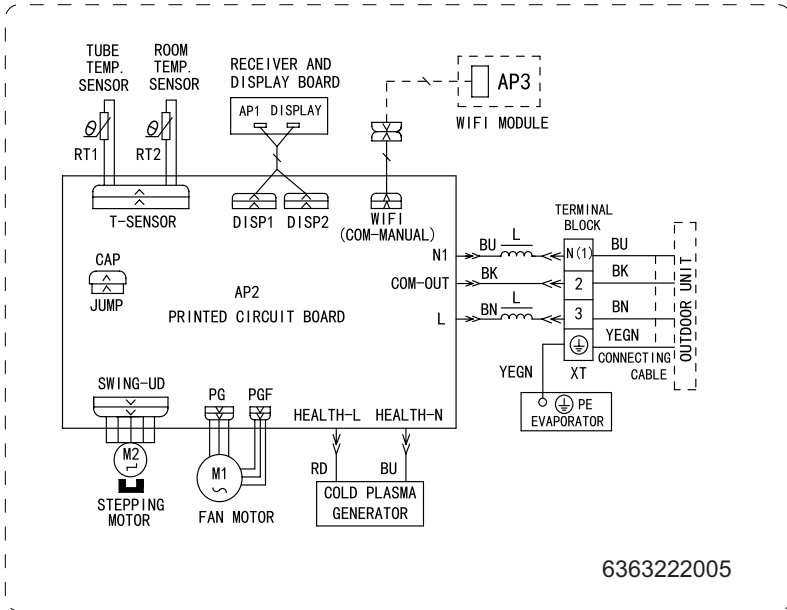 TUBE
TEMP.
SENSOR
ROOM
TEMP.
SENSOR
RECEIVER AND
DISPLAY BOARD
AP1 DISPLAY
AP3
WIFI MODULE
RT1
RT2
T-SENSOR
DISP1
DISP2
WIFI
(COM-MANUAL)
TERMINAL
BLOCK
CAP
JUMP
AP2
PRINTED CIRCUIT BOARD
N1
BU
L
N(1)
BU
COM-OUT
BK
2
BK
L
BN
L
3
BN
YEGN
CONNECTING
CABLE
OUTDOOR UNIT
XT
YEGN
PE
EVAPORATOR
SWING-UD
PG
PGF
HEALTH-L
HEALTH-N
M2
STEPPING
MOTOR
M1
FAN MOTOR
RD
BU
COLD PLASMA
GENERATOR
6363222005